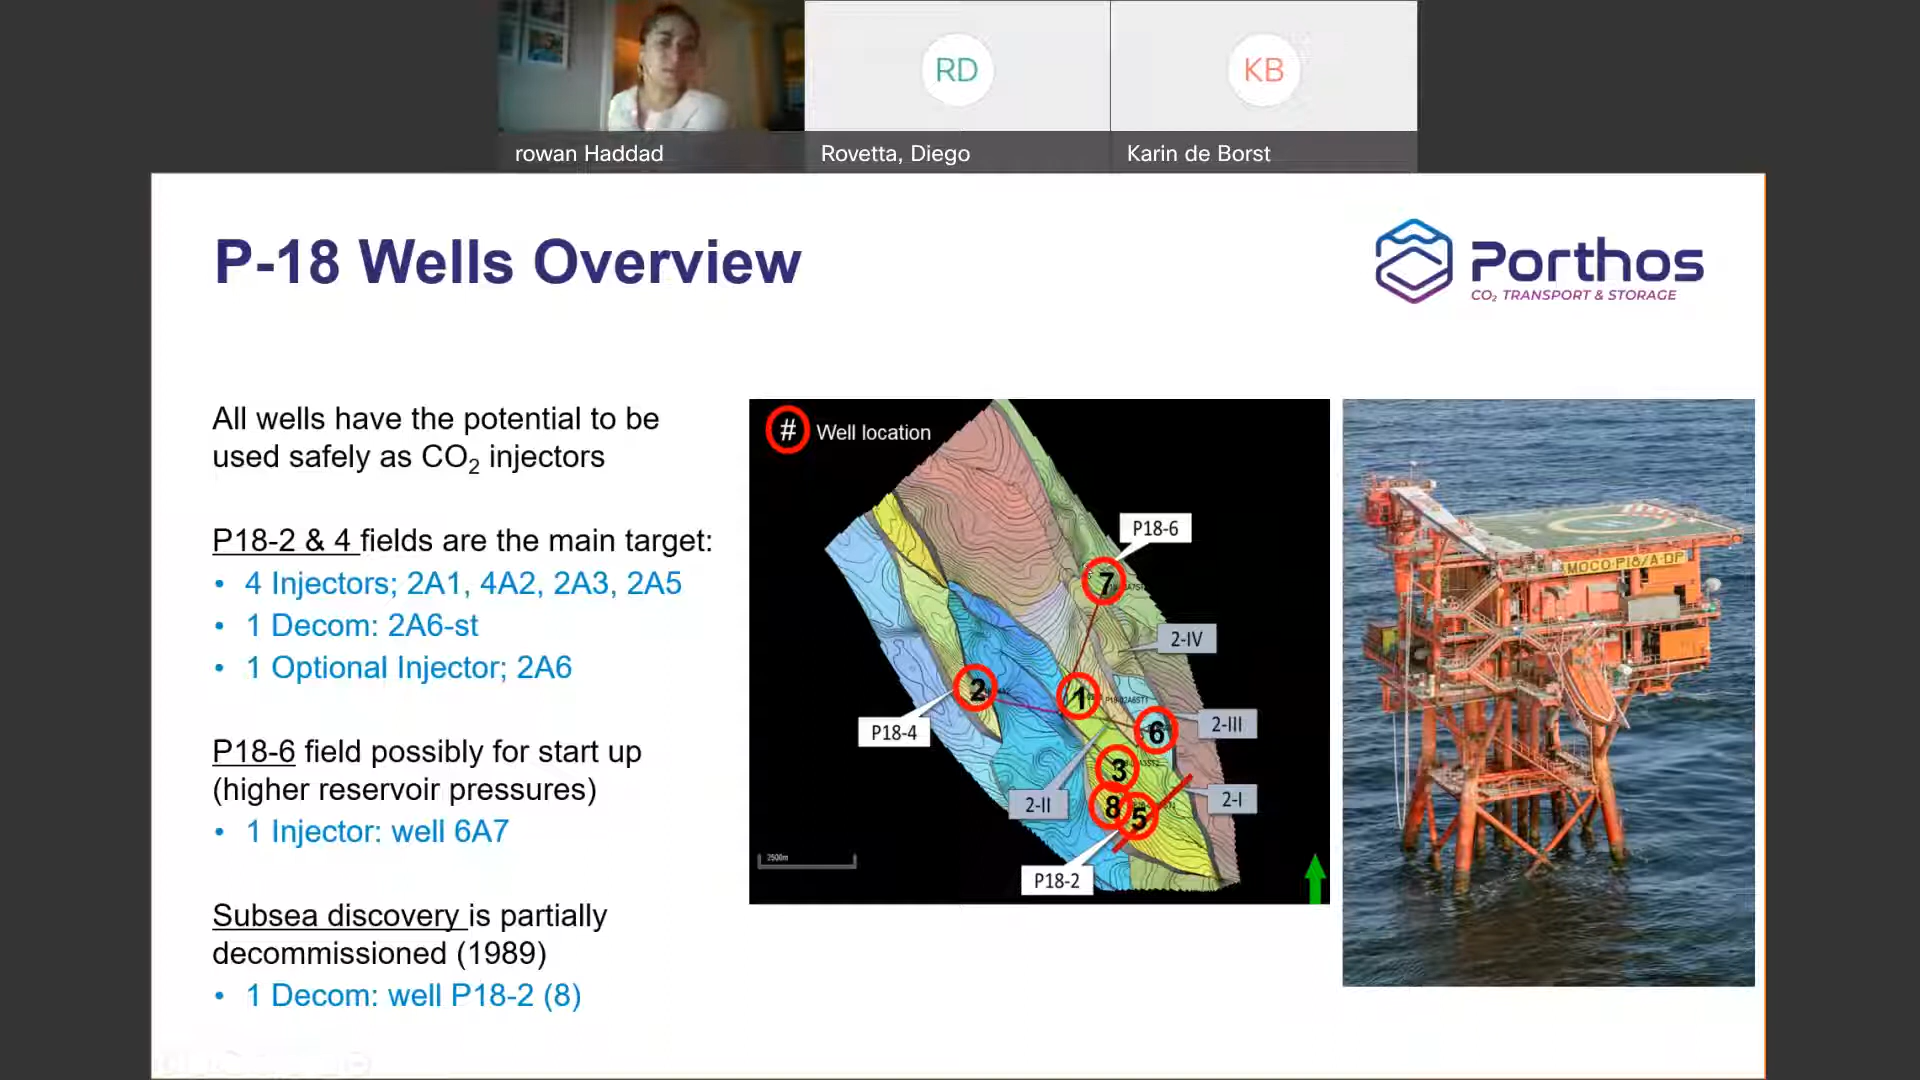 RD
KB
rowan Haddad
Rovetta, Diego
Karin de Borst
P-18 Wells Overview
Porthos
CO₂ TRANSPORT & STORAGE
All wells have the potential to be
used safely as CO₂ injectors
P18-2 & 4 fields are the main target:
• 4 Injectors; 2A1, 4A2, 2A3, 2A5
• 1 Decom: 2A6-st
• 1 Optional Injector; 2A6
P18-6 field possibly for start up
(higher reservoir pressures)
• 1 Injector: well 6A7
Subsea discovery is partially
decommissioned (1989)
• 1 Decom: well P18-2 (8)
# Well location
P18-6
7
2-IV
2
1
P18-4
6
2-III
3
2-II
8
5
2-I
2500m
P18-2
P18/A-DP